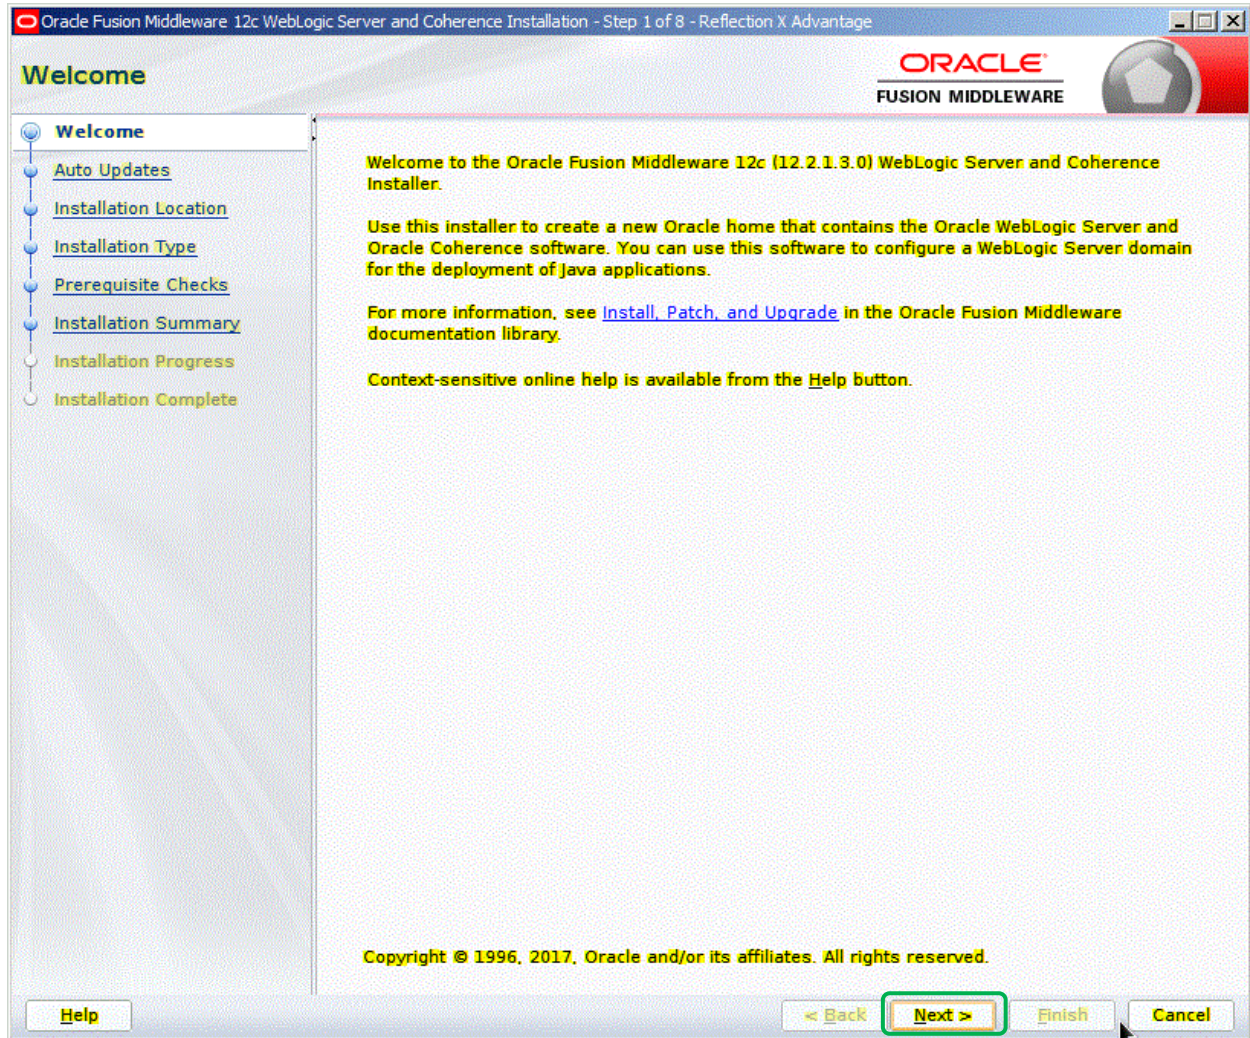 Oracle Fusion Middleware 12c WebLogic Server and Coherence Installation - Step 1 of 8 - Reflection X Advantage
Welcome
ORACLE
FUSION MIDDLEWARE
Welcome
Auto Updates
Installation Location
Installation Type
Prerequisite Checks
Installation Summary
Installation Progress
Installation Complete
Welcome to the Oracle Fusion Middleware 12c (12.2.1.3.0) WebLogic Server and Coherence
Installer.
Use this installer to create a new Oracle home that contains the Oracle WebLogic Server and
Oracle Coherence software. You can use this software to configure a WebLogic Server domain
for the deployment of Java applications.
For more information, see Install, Patch, and Upgrade in the Oracle Fusion Middleware
documentation library.
Context-sensitive online help is available from the Help button.
Copyright © 1996, 2017, Oracle and/or its affiliates. All rights reserved.
Help
< Back
Next >
Finish
Cancel